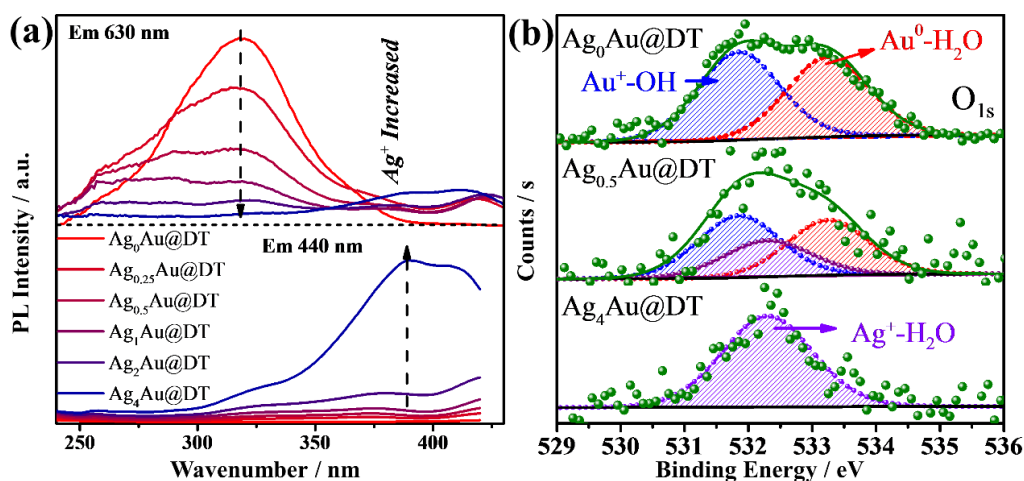 (a)
Em 630 nm
Ag⁺ Increased
Em 440 nm
Ag₀Au@DT
Ag₀.₂₅Au@DT
Ag₀.₅Au@DT
Ag₁Au@DT
Ag₂Au@DT
Ag₄Au@DT
PL Intensity / a.u.
250 300 350 400
Wavenumber / nm
(b)
Ag₀Au@DT
Au⁰-H₂O
Au⁺-OH
O₁ₛ
Ag₀.₅Au@DT
Ag₄Au@DT
Ag⁺-H₂O
Counts / s
529 530 531 532 533 534 535 536
Binding Energy / eV